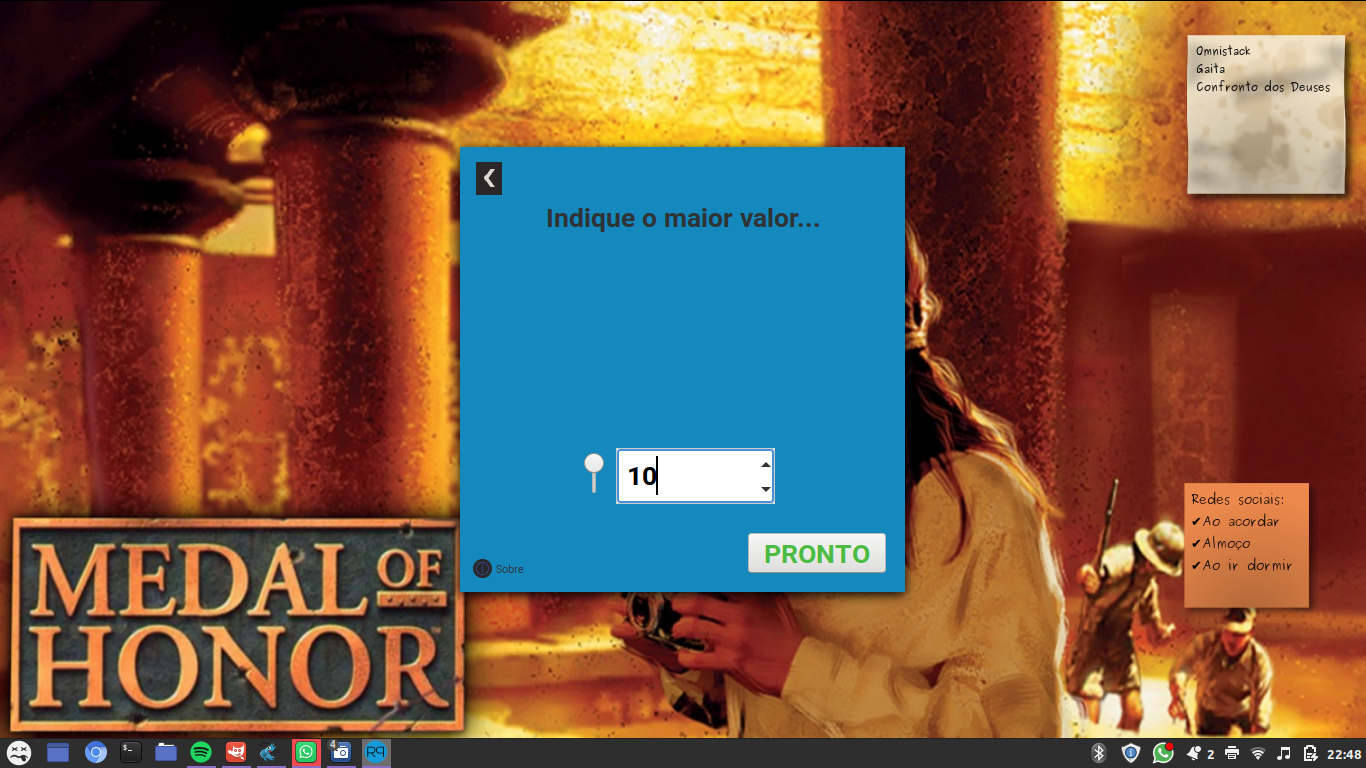 Omnistack
Gaita
Confronto dos Deuses
❮
Indique o maior valor...
10
PRONTO
Sobre
Redes sociais:
✔Ao acordar
✔Almoço
✔Ao ir dormir
MEDAL OF
HONOR
4
2
22:48